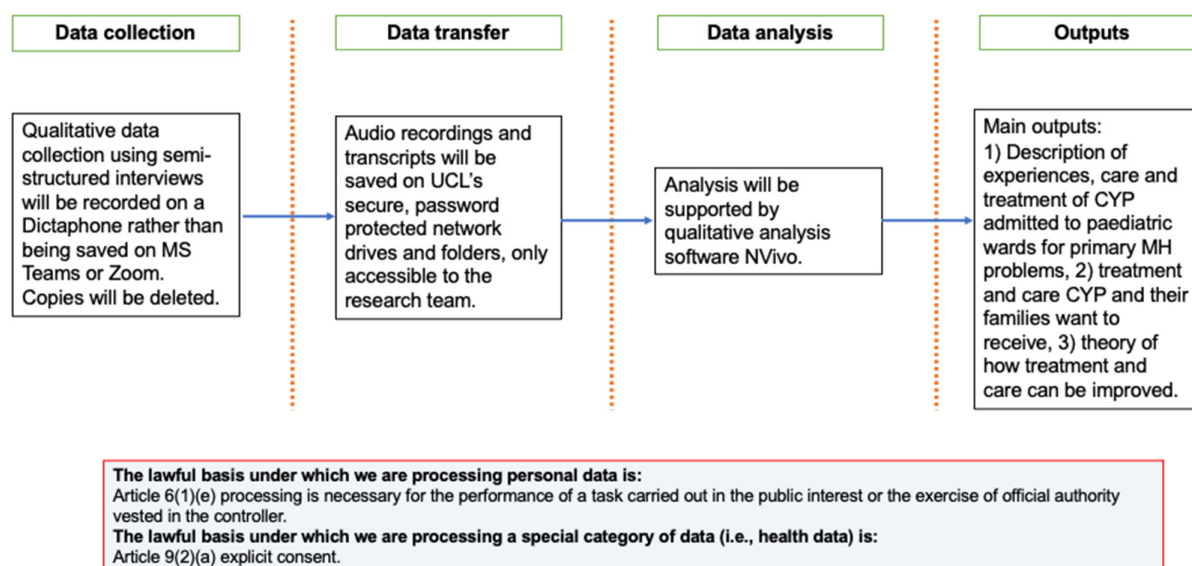 Data collection
Data transfer
Data analysis
Outputs
Qualitative data
collection using semi-
structured interviews
will be recorded on a
Dictaphone rather than
being saved on MS
Teams or Zoom.
Copies will be deleted.
Audio recordings and
transcripts will be
saved on UCL's
secure, password
protected network
drives and folders, only
accessible to the
research team.
Analysis will be
supported by
qualitative analysis
software NVivo.
Main outputs:
1) Description of
experiences, care and
treatment of CYP
admitted to paediatric
wards for primary MH
problems, 2) treatment
and care CYP and their
families want to
receive, 3) theory of
how treatment and
care can be improved.
The lawful basis under which we are processing personal data is:
Article 6(1)(e) processing is necessary for the performance of a task carried out in the public interest or the exercise of official authority
vested in the controller.
The lawful basis under which we are processing a special category of data (i.e., health data) is:
Article 9(2)(a) explicit consent.